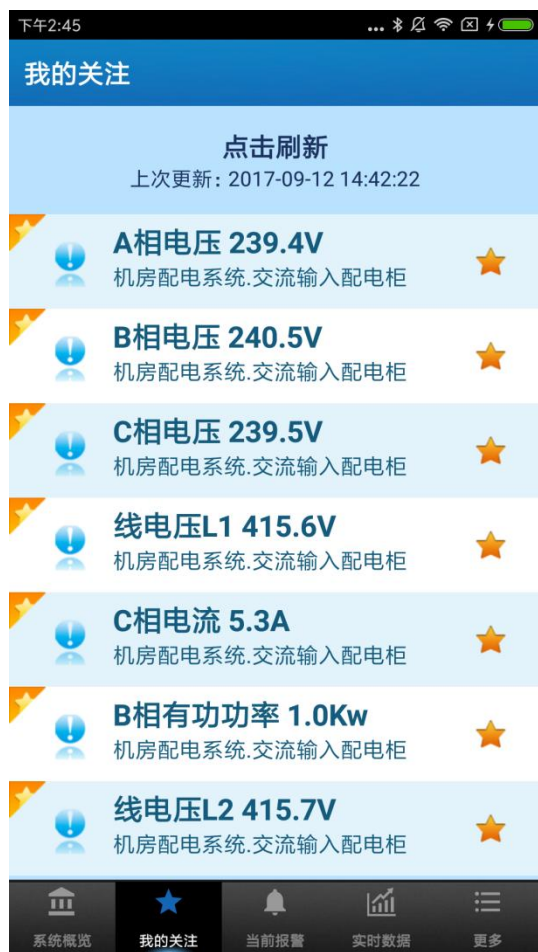 下午2:45
我的关注
点击刷新
上次更新: 2017-09-12 14:42:22
A相电压 239.4V
机房配电系统.交流输入配电柜
B相电压 240.5V
机房配电系统.交流输入配电柜
C相电压 239.5V
机房配电系统.交流输入配电柜
线电压L1 415.6V
机房配电系统.交流输入配电柜
C相电流 5.3A
机房配电系统.交流输入配电柜
B相有功功率 1.0Kw
机房配电系统.交流输入配电柜
线电压L2 415.7V
机房配电系统.交流输入配电柜
系统概览 我的关注 当前报警 实时数据 更多